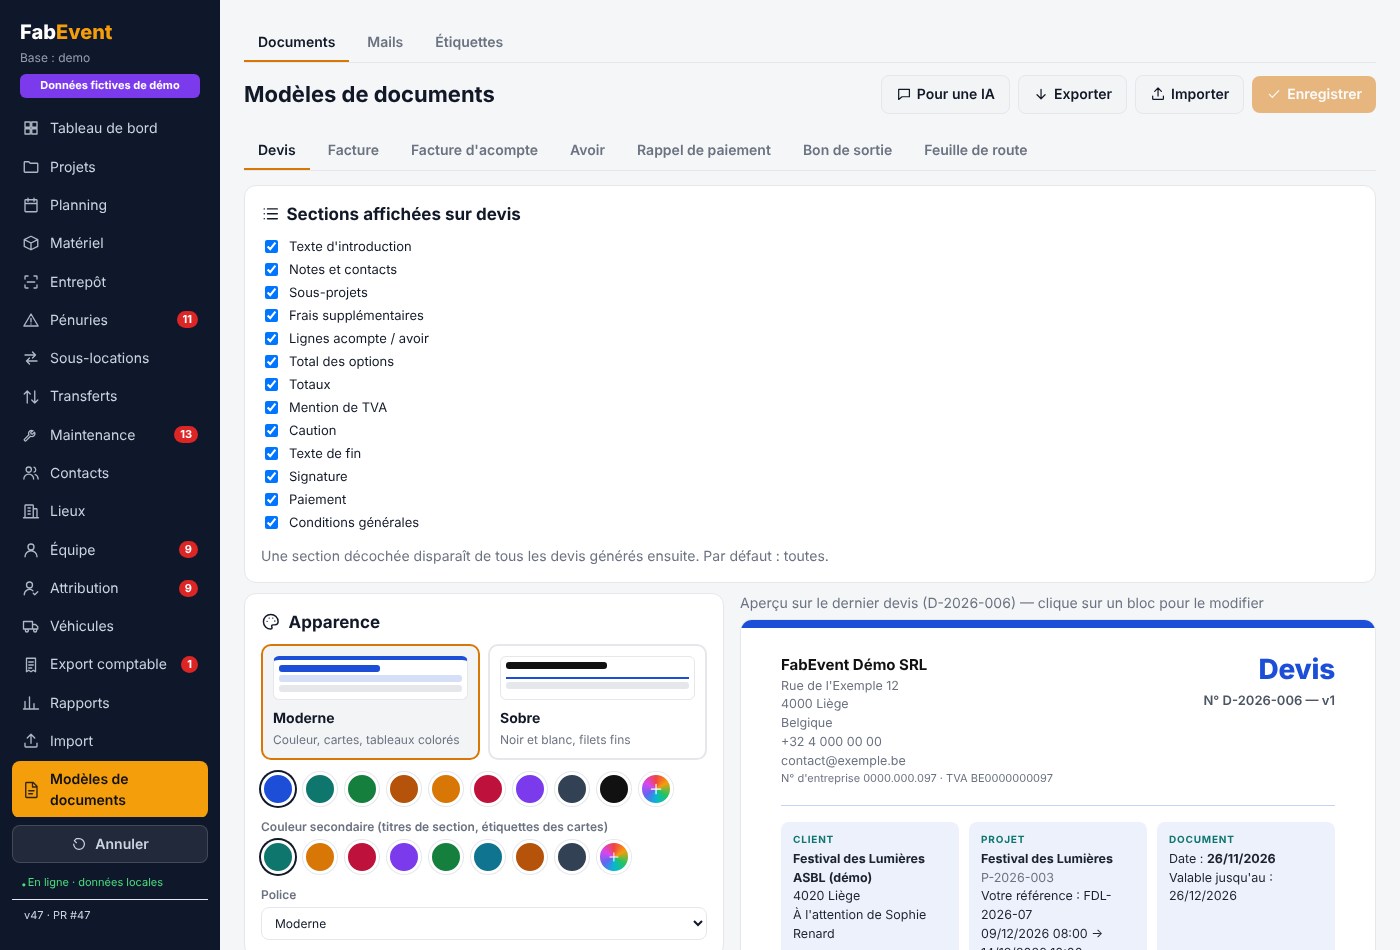 FabEvent
Base : demo
Données fictives de démo
Tableau de bord
Projets
Planning
Matériel
Entrepôt
Pénuries 11
Sous-locations
Transferts
Maintenance 13
Contacts
Lieux
Équipe 9
Attribution 9
Véhicules
Export comptable 1
Rapports
Import
Modèles de
documents
Annuler
En ligne · données locales
v47 · PR #47
Documents Mails Étiquettes
Modèles de documents
Pour une IA Exporter Importer Enregistrer
Devis Facture Facture d'acompte Avoir Rappel de paiement Bon de sortie Feuille de route
Sections affichées sur devis
Texte d'introduction
Notes et contacts
Sous-projets
Frais supplémentaires
Lignes acompte / avoir
Total des options
Totaux
Mention de TVA
Caution
Texte de fin
Signature
Paiement
Conditions générales
Une section décochée disparaît de tous les devis générés ensuite. Par défaut : toutes.
Apparence
Moderne
Couleur, cartes, tableaux colorés
Sobre
Noir et blanc, filets fins
Couleur secondaire (titres de section, étiquettes des cartes)
Police
Moderne
Aperçu sur le dernier devis (D-2026-006) — clique sur un bloc pour le modifier
FabEvent Démo SRL
Rue de l'Exemple 12
4000 Liège
Belgique
+32 4 000 00 00
contact@exemple.be
N° d'entreprise 0000.000.097 · TVA BE0000000097
Devis
N° D-2026-006 — v1
CLIENT
Festival des Lumières
ASBL (démo)
4020 Liège
À l'attention de Sophie
Renard
PROJET
Festival des Lumières
P-2026-003
Votre référence : FDL-
2026-07
09/12/2026 08:00 →
14/12/2026 18:00
DOCUMENT
Date : 26/11/2026
Valable jusqu'au :
26/12/2026